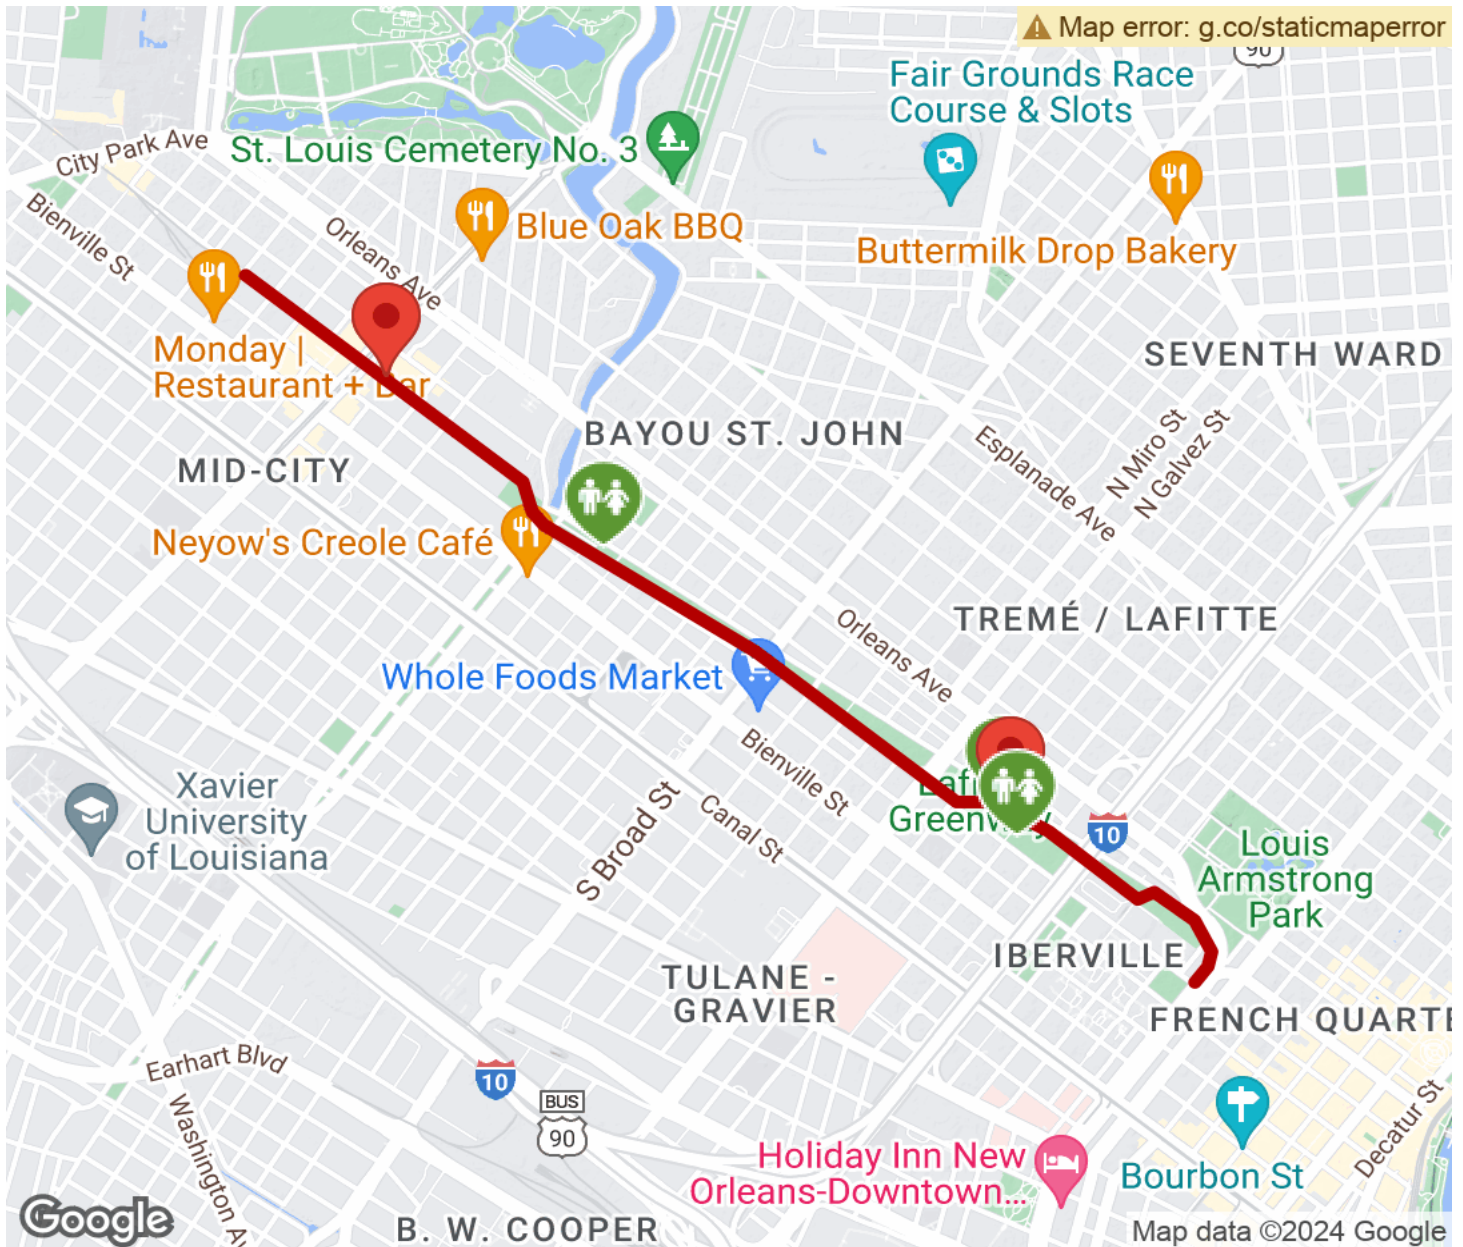 Map error: g.co/staticmaperror
90
Fair Grounds Race
Course & Slots
City Park Ave
St. Louis Cemetery No. 3
Bienville St
Orleans Ave
Blue Oak BBQ
Buttermilk Drop Bakery
Monday |
Restaurant + Bar
SEVENTH WARD
BAYOU ST. JOHN
N Miro St
N Galvez St
Esplanade Ave
MID-CITY
Neyow's Creole Café
TREMÉ / LAFITTE
Orleans Ave
Whole Foods Market
Bienville St
S Broad St
Canal St
Xavier
University
of Louisiana
10
Louis
Armstrong
Park
IBERVILLE
TULANE -
GRAVIER
FRENCH QUARTE
Earhart Blvd
10
BUS
90
Washington Av
Decatur St
Holiday Inn New
Orleans-Downtown...
Bourbon St
B. W. COOPER
Google
Map data ©2024 Google